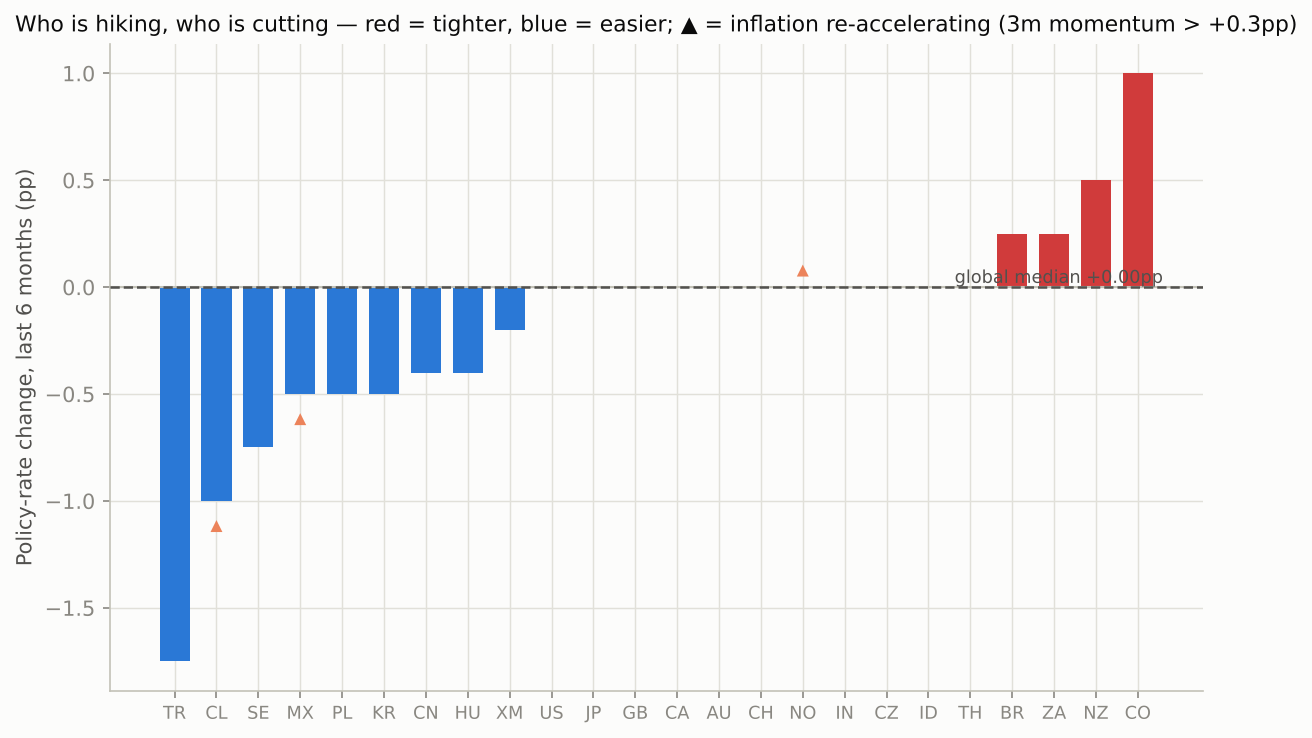 Who is hiking, who is cutting — red = tighter, blue = easier; ▲ = inflation re-accelerating (3m momentum > +0.3pp)
Policy-rate change, last 6 months (pp)
1.0
0.5
0.0
−0.5
−1.0
−1.5
global median +0.00pp
TR CL SE MX PL KR CN HU XM US JP GB CA AU CH NO IN CZ ID TH BR ZA NZ CO